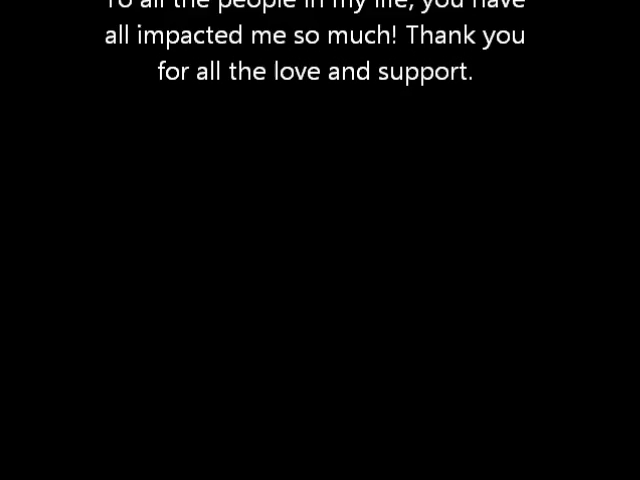 To all the people in my life, you have
all impacted me so much! Thank you
for all the love and support.